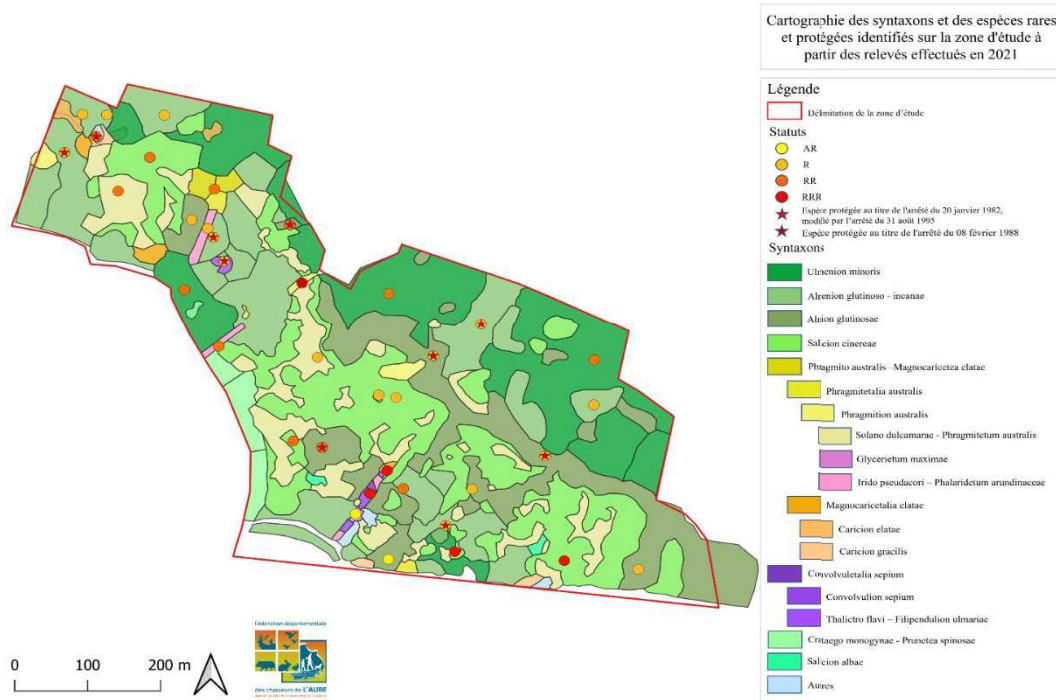 Cartographie des syntaxons et des espèces rares
et protégées identifiés sur la zone d'étude à
partir des relevés effectués en 2021
Légende
Délimitation de la zone d'étude
Statuts
AR
R
RR
RRR
Espèce protégée au titre de l'arrêté du 20 janvier 1982,
modifié par l'arrêté du 31 août 1995
Espèce protégée au titre de l'arrêté du 08 février 1988
Syntaxons
Ulmenion minoris
Alnenion glutinoso - incanae
Alnion glutinosae
Salicion cinereae
Phragmito australis - Magnocaricetea elatae
Phragmitetalia australis
Phragmition australis
Solano dulcamarae - Phragmitetum australis
Glycerietum maximae
Irido pseudacori – Phalaridetum arundinaceae
Magnocaricetalia elatae
Caricion elatae
Caricion gracilis
Convolvuletalia sepium
Convolvulion sepium
Thalictro flavi – Filipendulion ulmariae
Crataego monogynae - Prunetea spinosae
Salicion albae
Autres
0 100 200 m
Fédération départementale
des chasseurs de L'AUBE